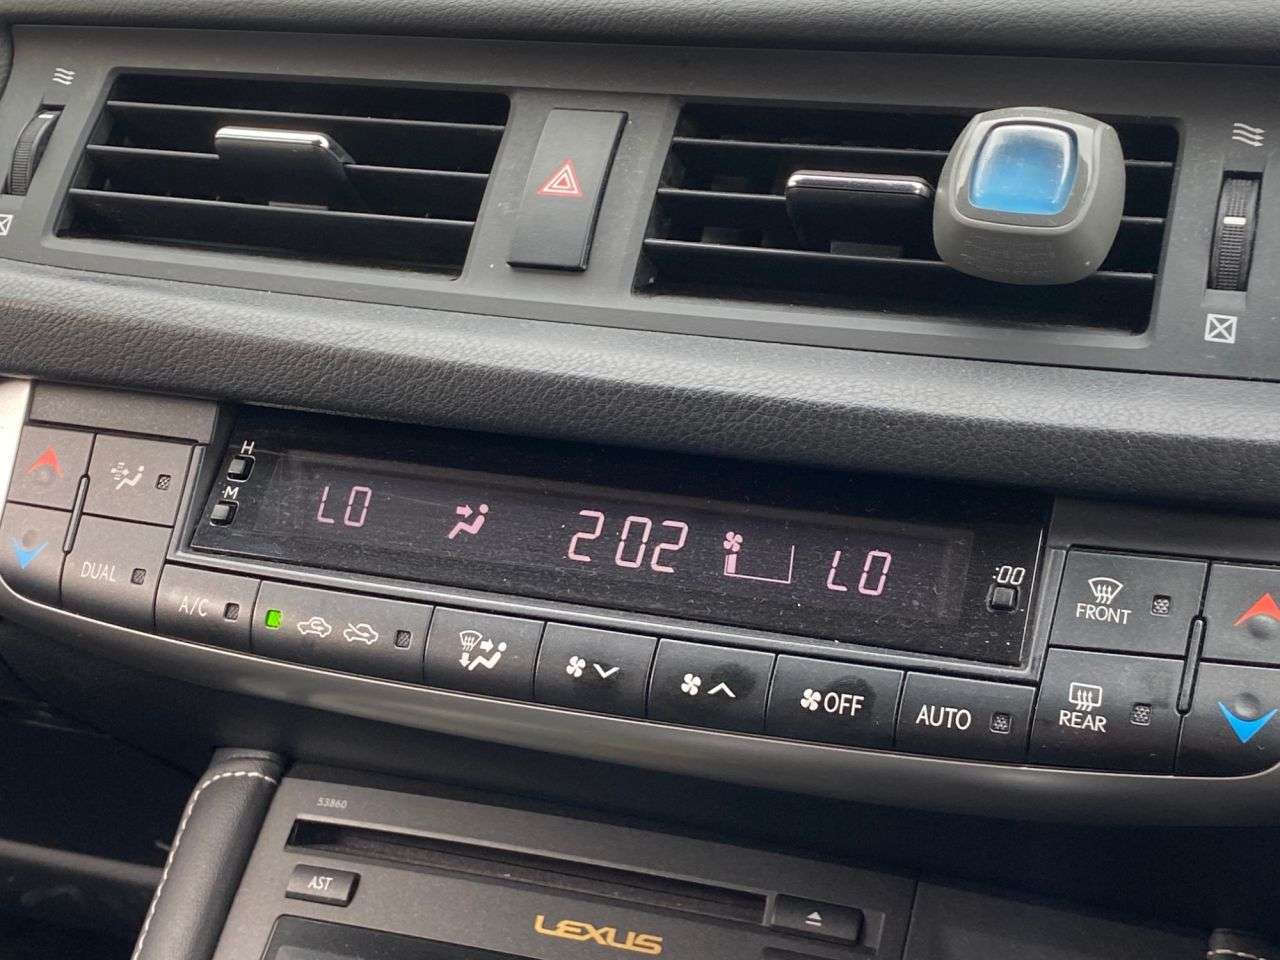 H
M
LO 202 LO
:00
DUAL
A/C
OFF
AUTO
FRONT
REAR
53860
AST
LEXUS